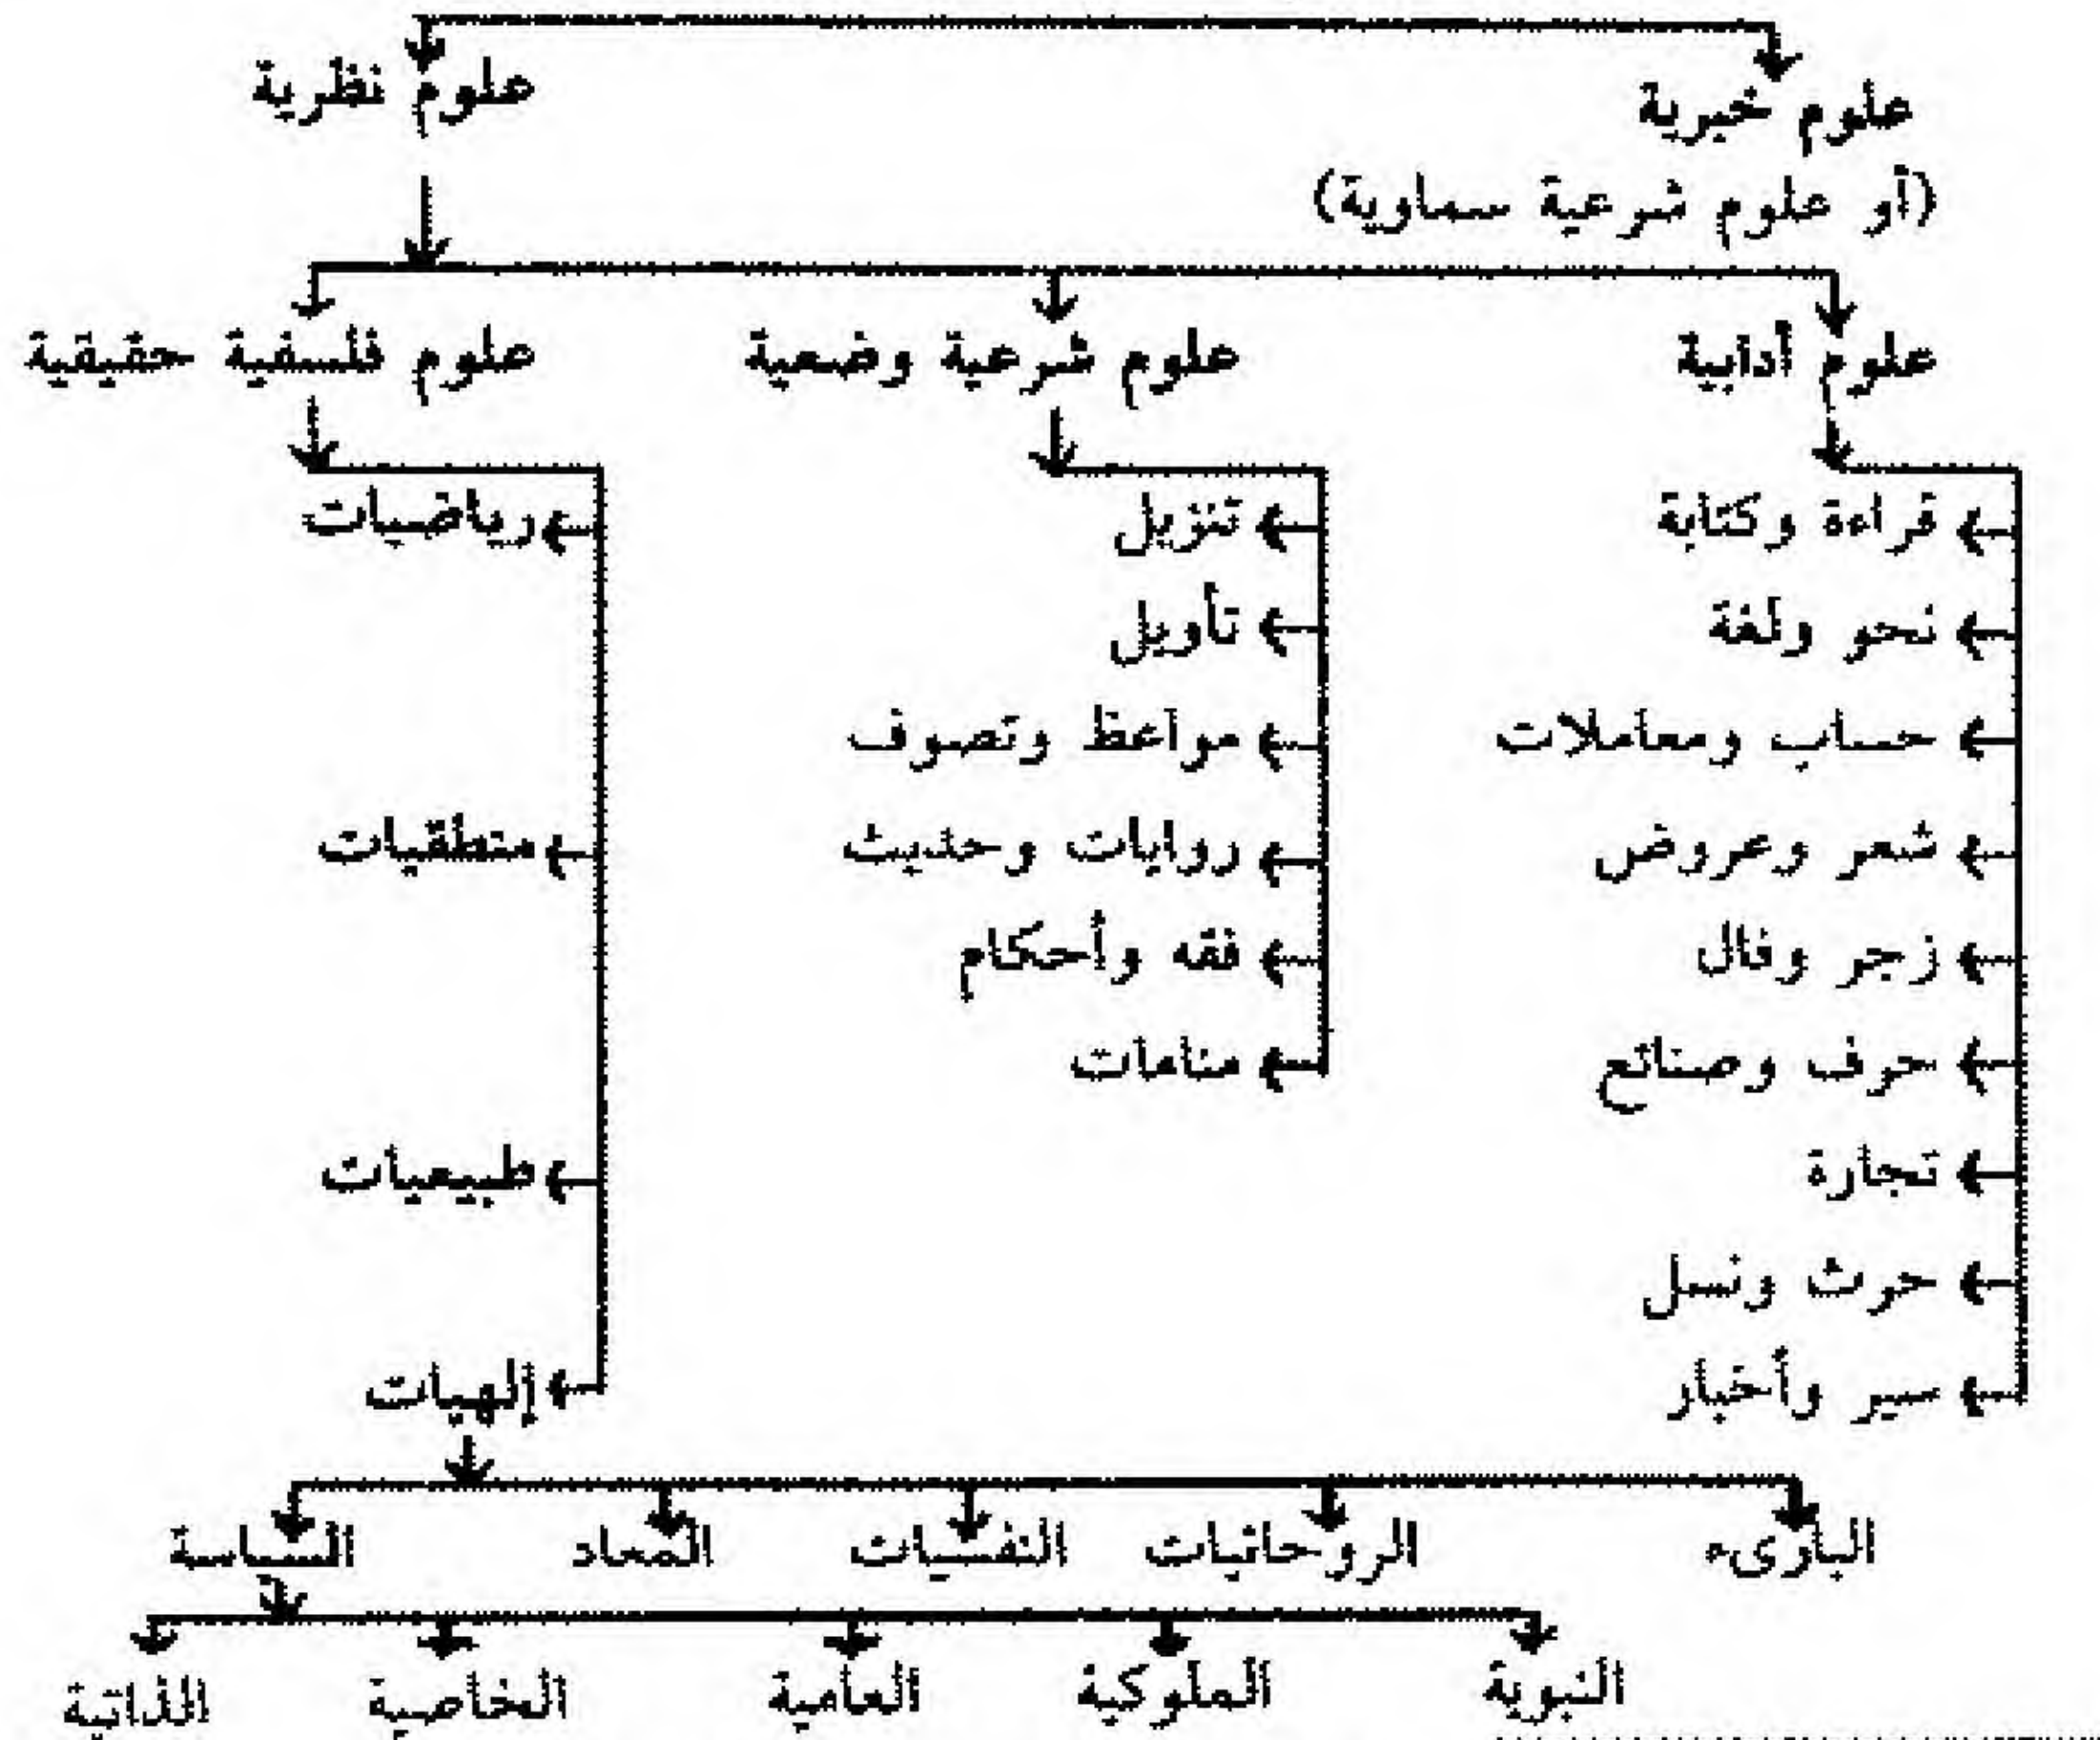 علوم خبرية
علوم نظرية
(أو علوم شرعية سماوية)
علوم أدابية
علوم شرعية وضعية
علوم فلسفية حقيقية
قراءة وكتابة
نحو ولغة
حساب ومعاملات
شعر وعروض
زجر وفال
حرف وصنائع
تجارة
حرث ونسل
سير وأخبار
تنزيل
تأويل
مواعظ وتصوف
روايات وحديث
فقه وأحكام
منامات
رياضيات
منطقيات
طبيعيات
إلهيات
البارىء
الروحانيات
النفسيات
المعاد
السياسة
النبوية
الملوكية
العامية
الخاصية
الذاتية